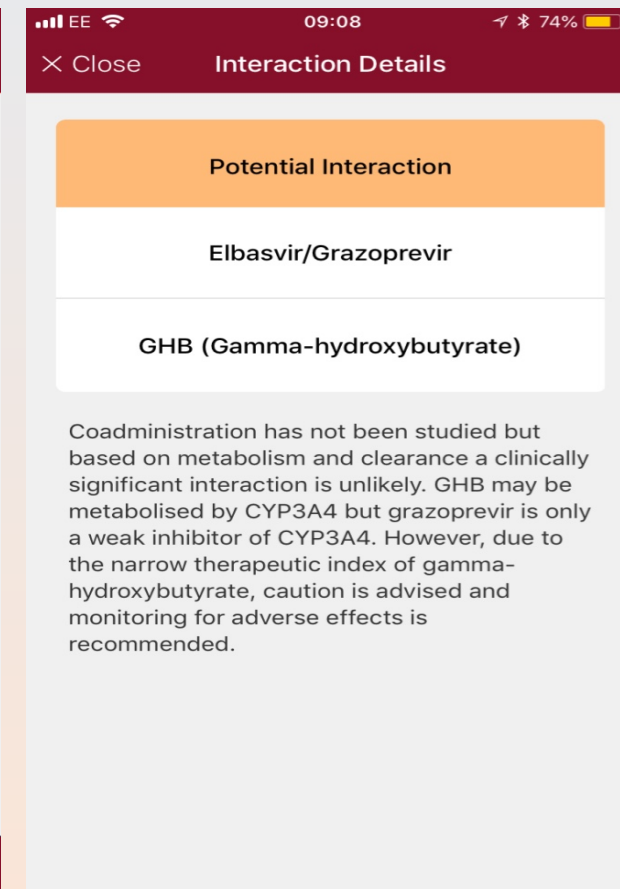 EE 09:08 74%
× Close Interaction Details
Potential Interaction
Elbasvir/Grazoprevir
GHB (Gamma-hydroxybutyrate)
Coadministration has not been studied but
based on metabolism and clearance a clinically
significant interaction is unlikely. GHB may be
metabolised by CYP3A4 but grazoprevir is only
a weak inhibitor of CYP3A4. However, due to
the narrow therapeutic index of gamma-
hydroxybutyrate, caution is advised and
monitoring for adverse effects is
recommended.